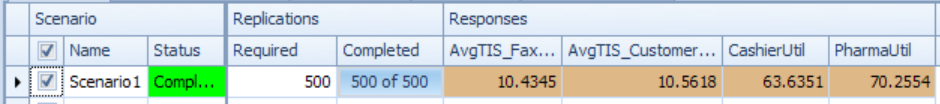 Scenario Replications Responses
Name Status Required Completed AvgTIS_Fax... AvgTIS_Customer... CashierUtil PharmaUtil
Scenario1 Compl... 500 500 of 500 10.4345 10.5618 63.6351 70.2554